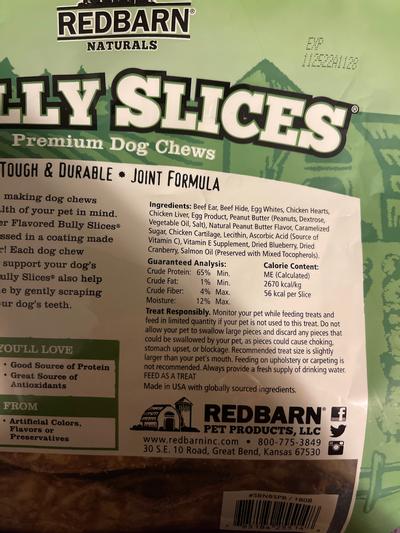 REDBARN
NATURALS
EXP
112522A1128
LLY SLICES®
Premium Dog Chews
TOUGH & DURABLE • JOINT FORMULA
making dog chews
lth of your pet in mind.
er Flavored Bully Slices®
ssed in a coating made
r! Each dog chew
support your dog's
ully Slices® also help
e by gently scraping
ur dog's teeth.
Ingredients: Beef Ear, Beef Hide, Egg Whites, Chicken Hearts,
Chicken Liver, Egg Product, Peanut Butter (Peanuts, Dextrose,
Vegetable Oil, Salt), Natural Peanut Butter Flavor, Caramelized
Sugar, Chicken Cartilage, Lecithin, Ascorbic Acid (Source of
Vitamin C), Vitamin E Supplement, Dried Blueberry, Dried
Cranberry, Salmon Oil (Preserved with Mixed Tocopherols).
Guaranteed Analysis:
Crude Protein: 65% Min.
Crude Fat: 1% Min.
Crude Fiber: 4% Max.
Moisture: 12% Max.
Calorie Content:
ME (Calculated)
2670 kcal/kg
56 kcal per Slice
Treat Responsibly. Monitor your pet while feeding treats and
feed in limited quantity if your pet is not used to this treat. Do not
allow your pet to swallow large pieces and discard any pieces that
could be swallowed by your pet, as pieces could cause choking,
stomach upset, or blockage. Recommended treat size is slightly
larger than your pet's mouth. Feeding on upholstery or carpeting is
not recommended. Always provide a fresh supply of drinking water.
FEED AS A TREAT
Made in USA with globally sourced ingredients.
YOU'LL LOVE
• Good Source of Protein
• Great Source of
Antioxidants
FROM
• Artificial Colors,
Flavors or
Preservatives
REDBARN®
PET PRODUCTS, LLC
www.redbarninc.com • 800-775-3849
30 S.E. 10 Road, Great Bend, Kansas 67530